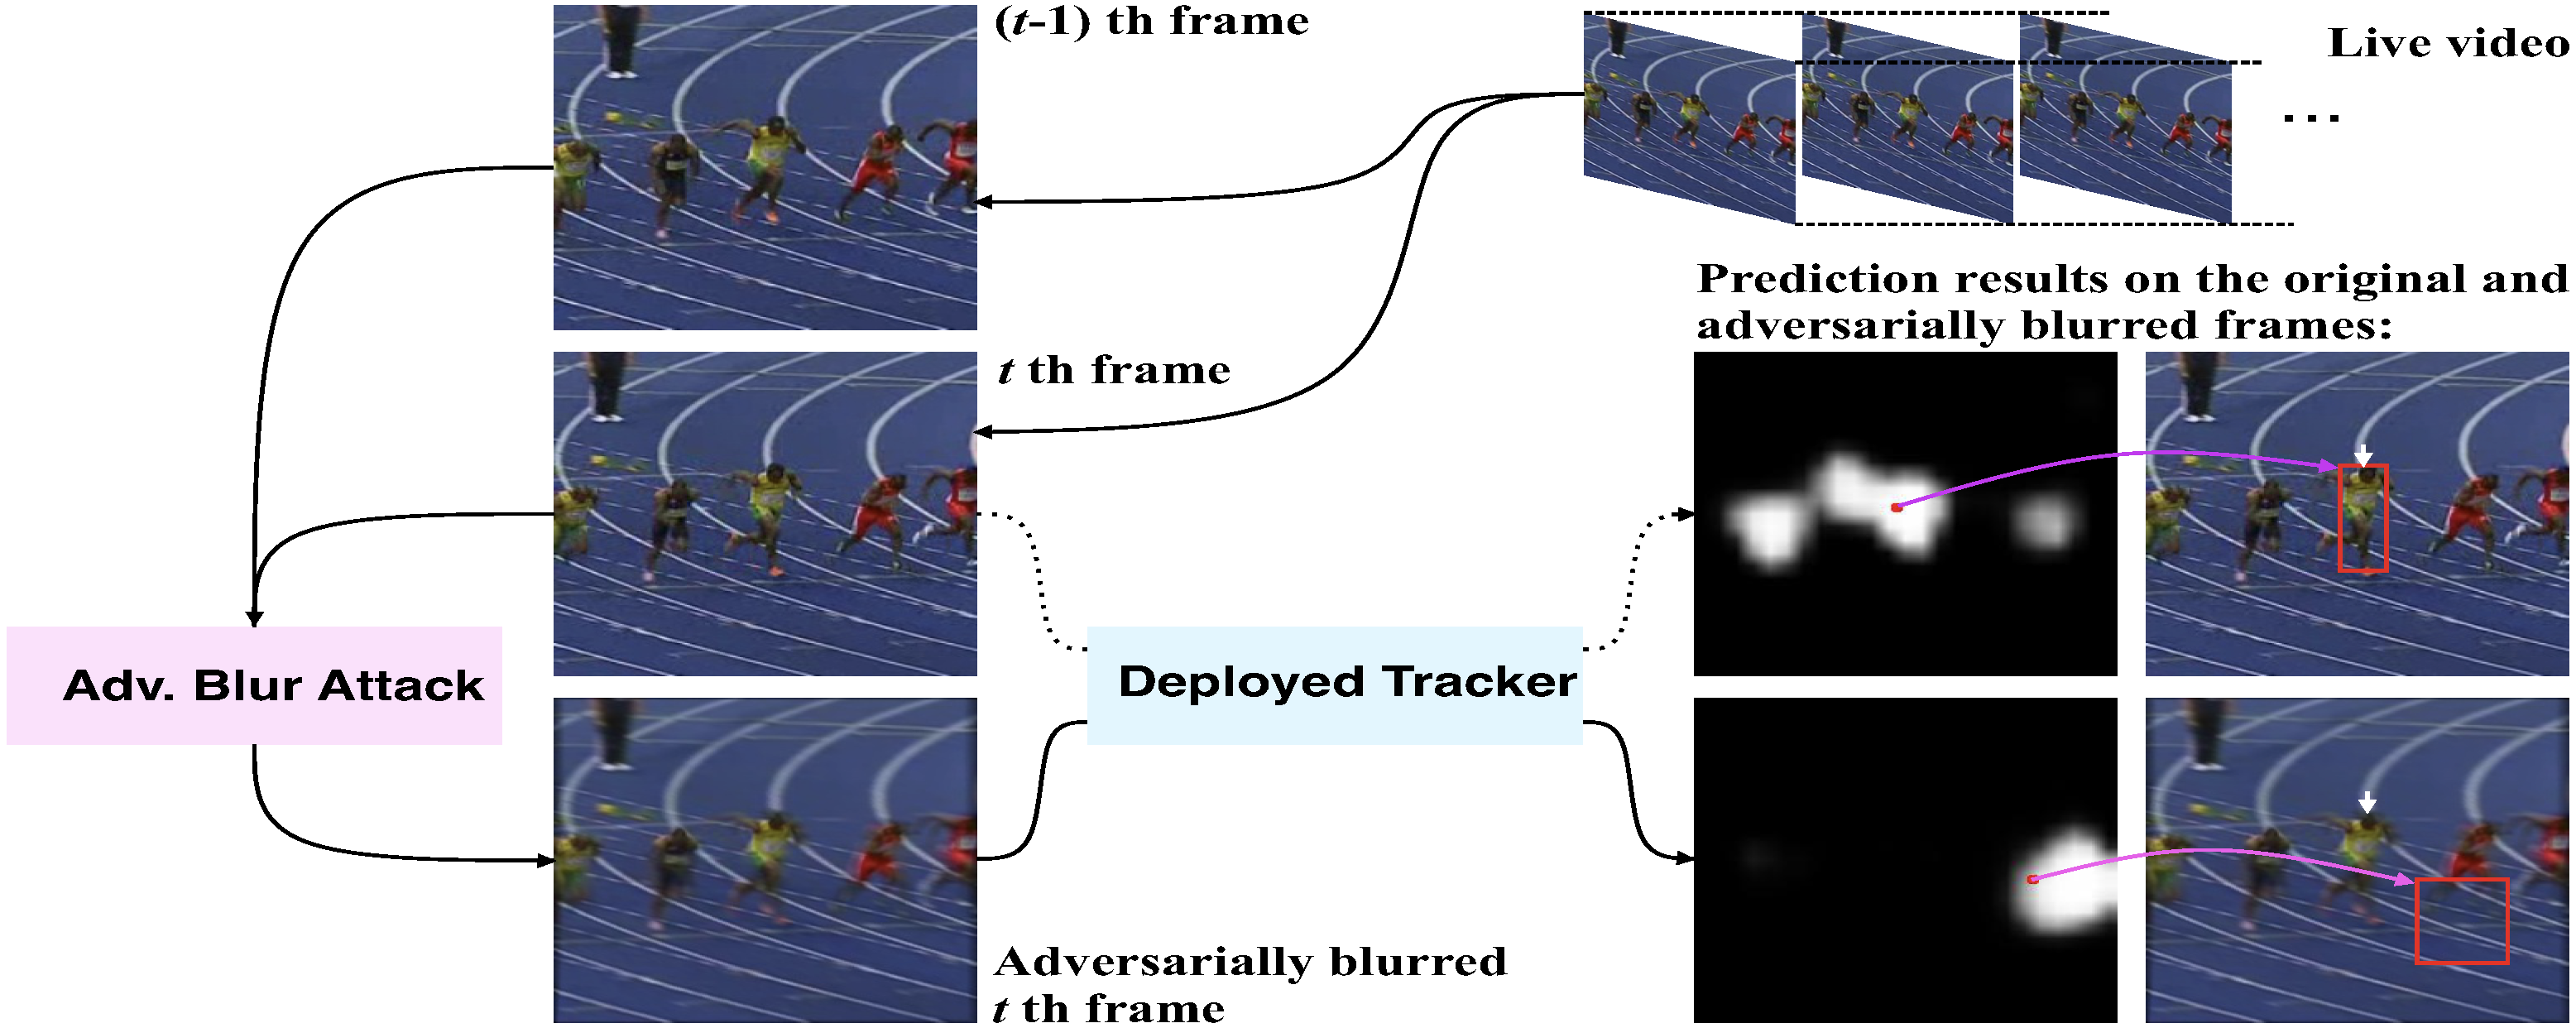 (t-1) th frame
Live video
...
Prediction results on the original and
adversarially blurred frames:
t th frame
Adv. Blur Attack
Deployed Tracker
Adversarially blurred
t th frame